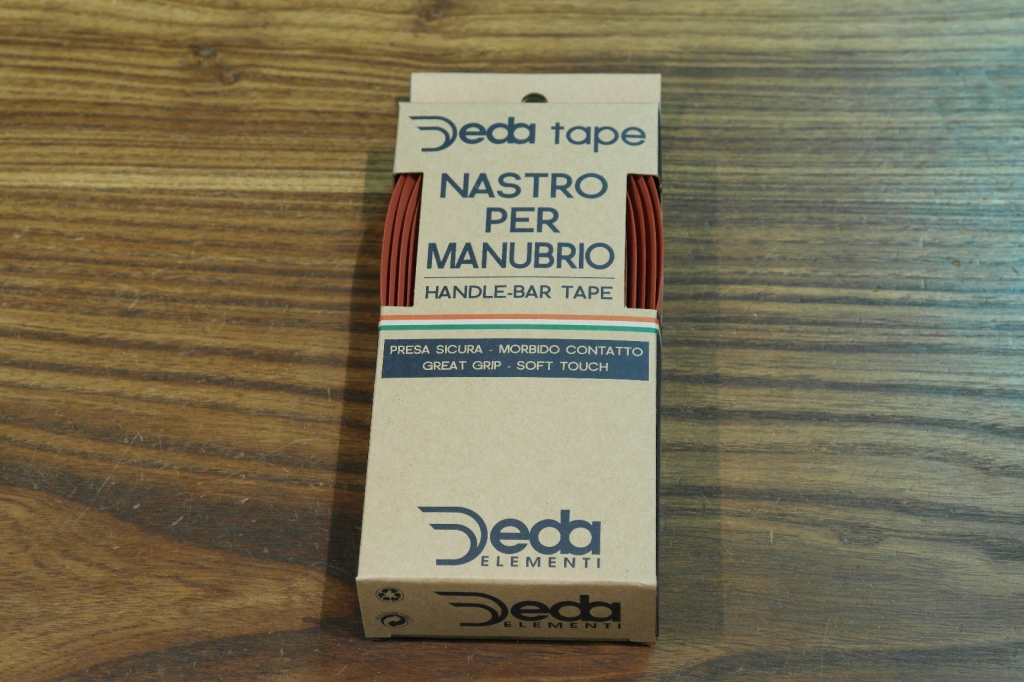 Deda tape
NASTRO
PER
MANUBRIO
HANDLE-BAR TAPE
PRESA SICURA - MORBIDO CONTATTO
GREAT GRIP - SOFT TOUCH
Deda
ELEMENTI
Deda
ELEMENTI